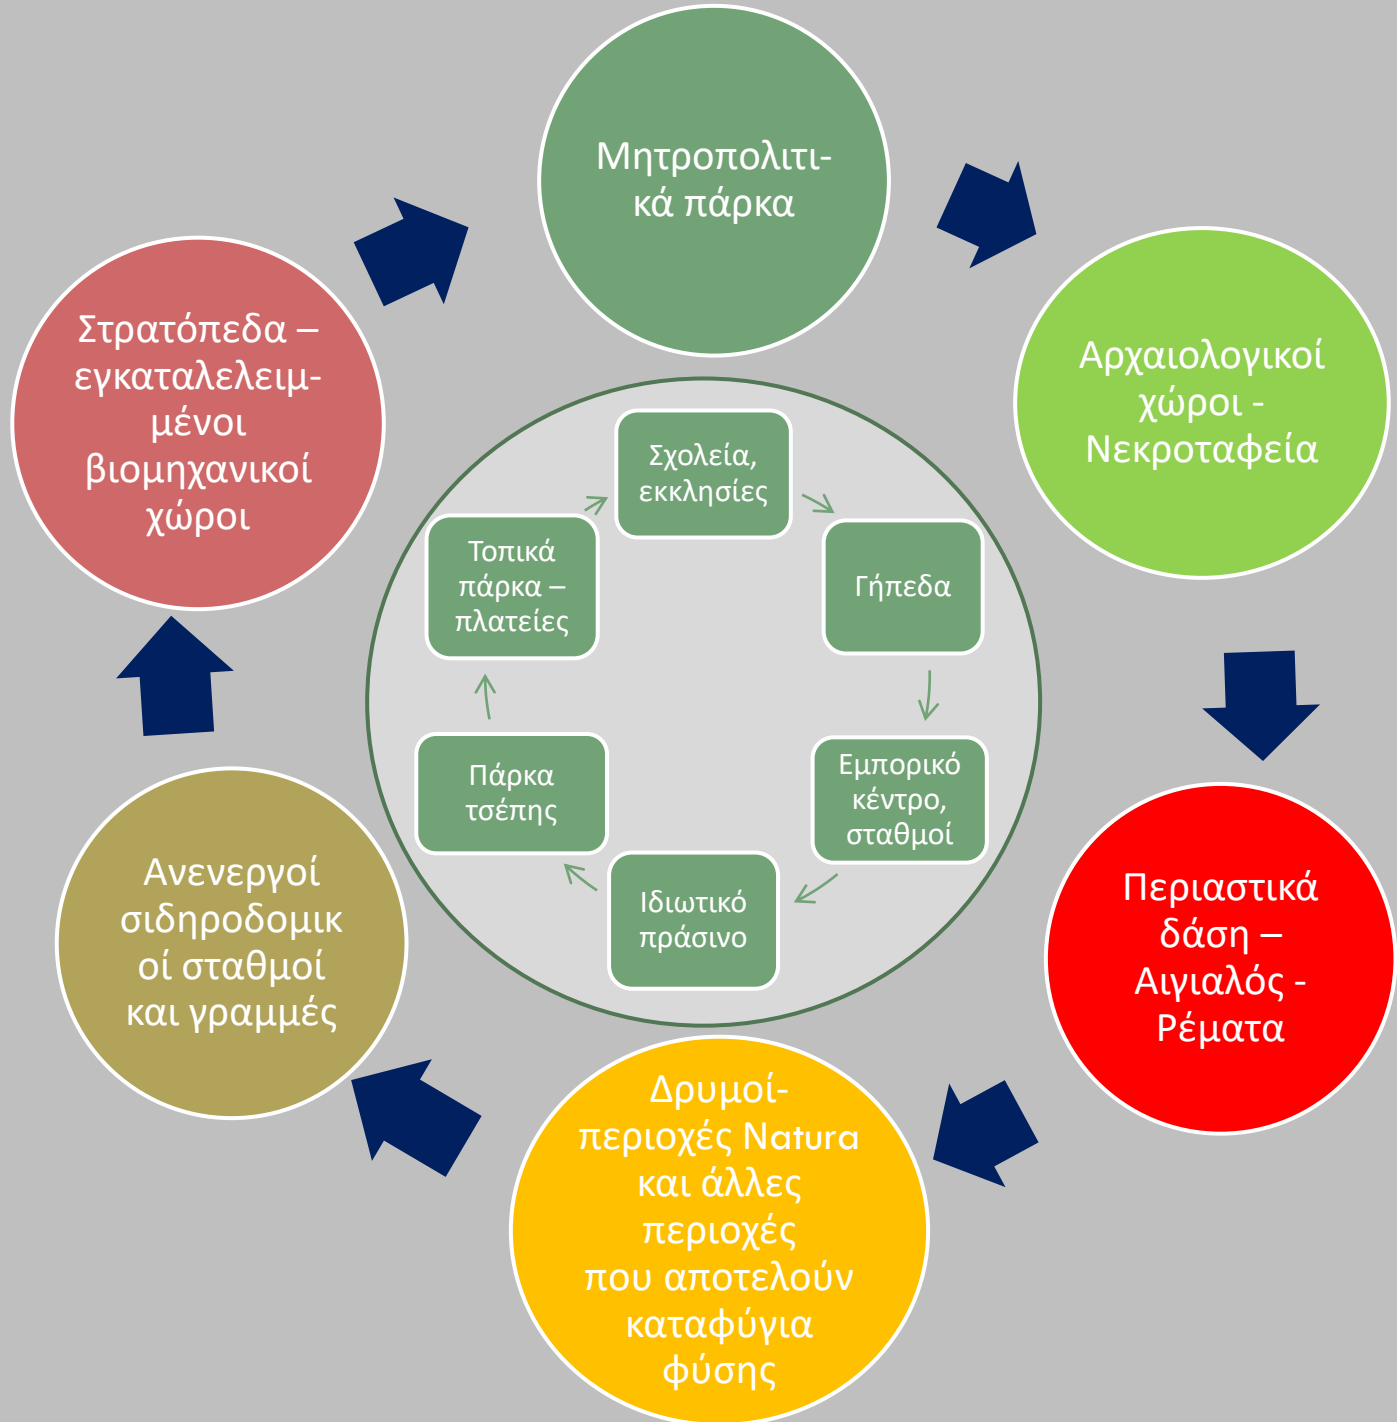 Μητροπολιτι-
κά πάρκα
Αρχαιολογικοί
χώροι -
Νεκροταφεία
Περιαστικά
δάση –
Αιγιαλός -
Ρέματα
Δρυμοί-
περιοχές Natura
και άλλες
περιοχές
που αποτελούν
καταφύγια
φύσης
Ανενεργοί
σιδηροδομικ
οί σταθμοί
και γραμμές
Στρατόπεδα –
εγκαταλελειμ-
μένοι
βιομηχανικοί
χώροι
Σχολεία,
εκκλησίες
Γήπεδα
Εμπορικό
κέντρο,
σταθμοί
Ιδιωτικό
πράσινο
Πάρκα
τσέπης
Τοπικά
πάρκα –
πλατείες